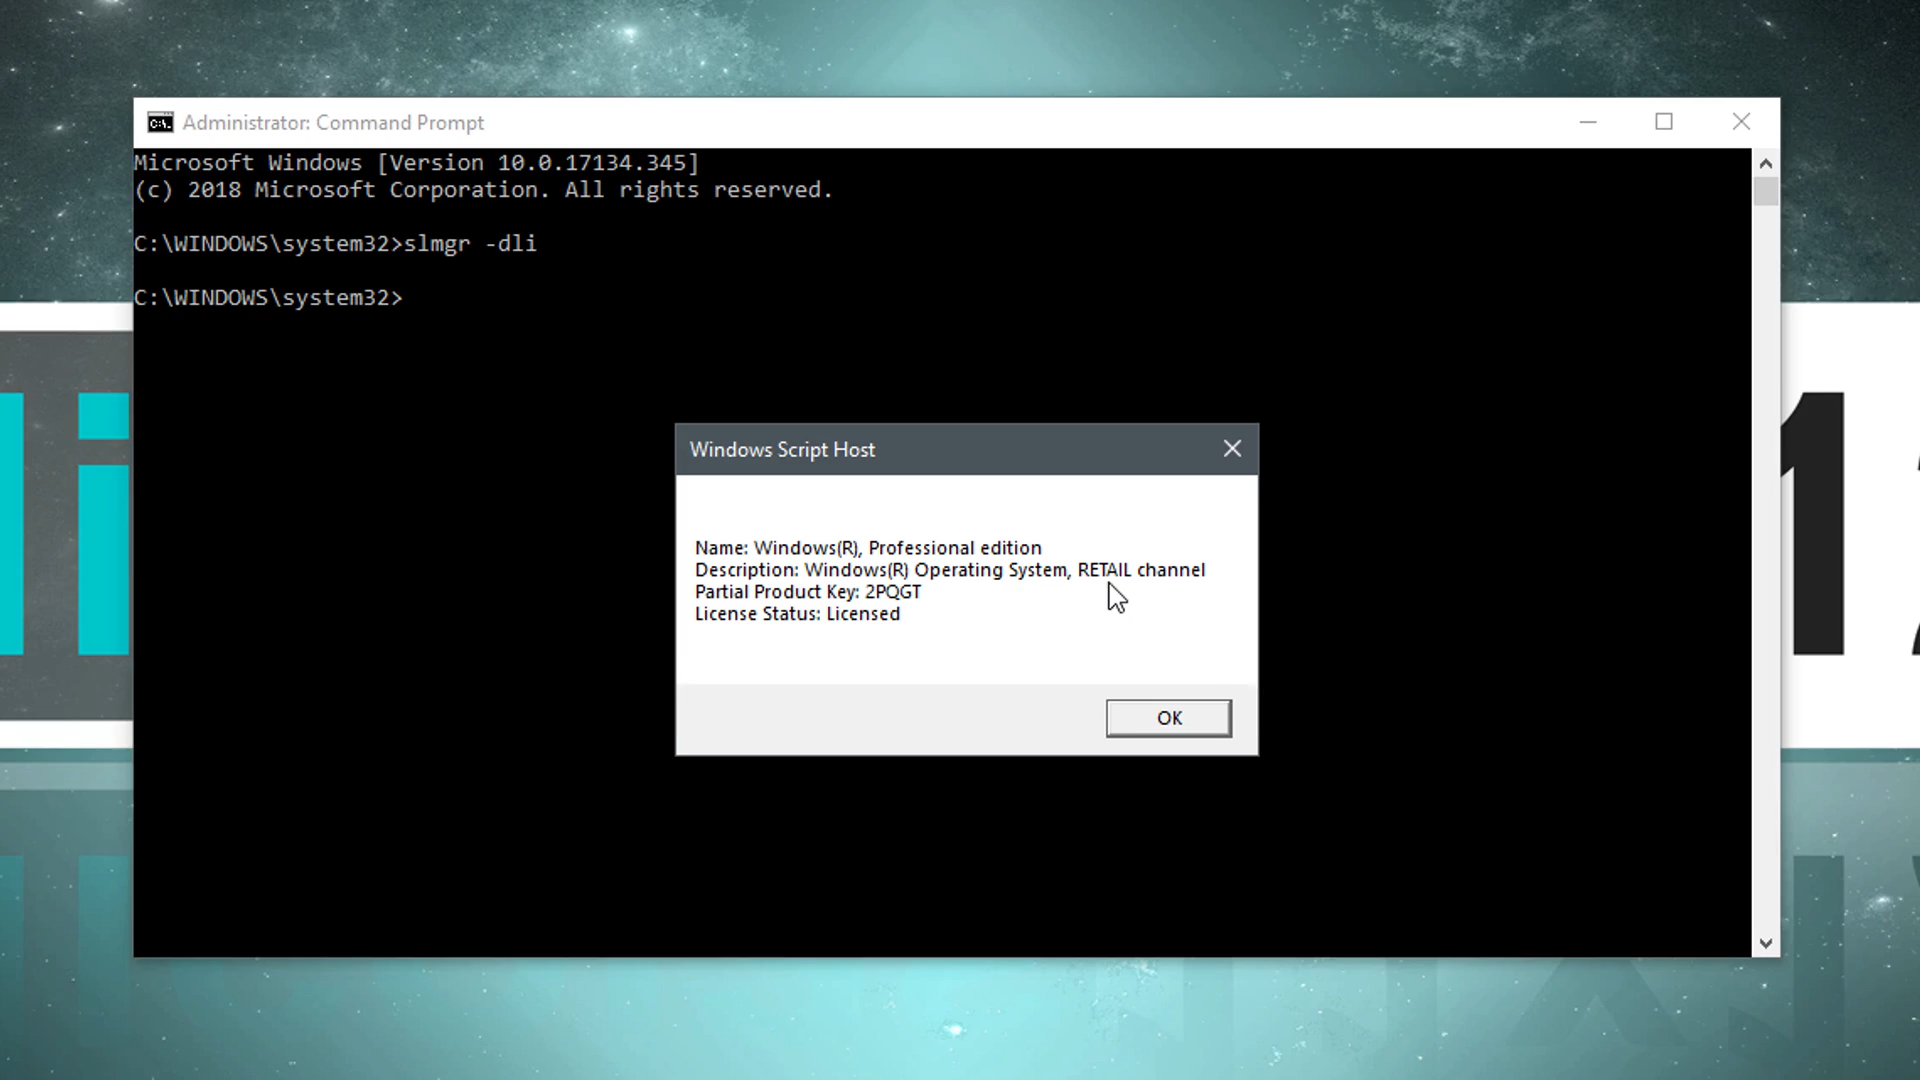 Administrator: Command Prompt
Microsoft Windows [Version 10.0.17134.345]
(c) 2018 Microsoft Corporation. All rights reserved.
C:\WINDOWS\system32>slmgr -dli
C:\WINDOWS\system32>
Windows Script Host
Name: Windows(R), Professional edition
Description: Windows(R) Operating System, RETAIL channel
Partial Product Key: 2PQGT
License Status: Licensed
OK